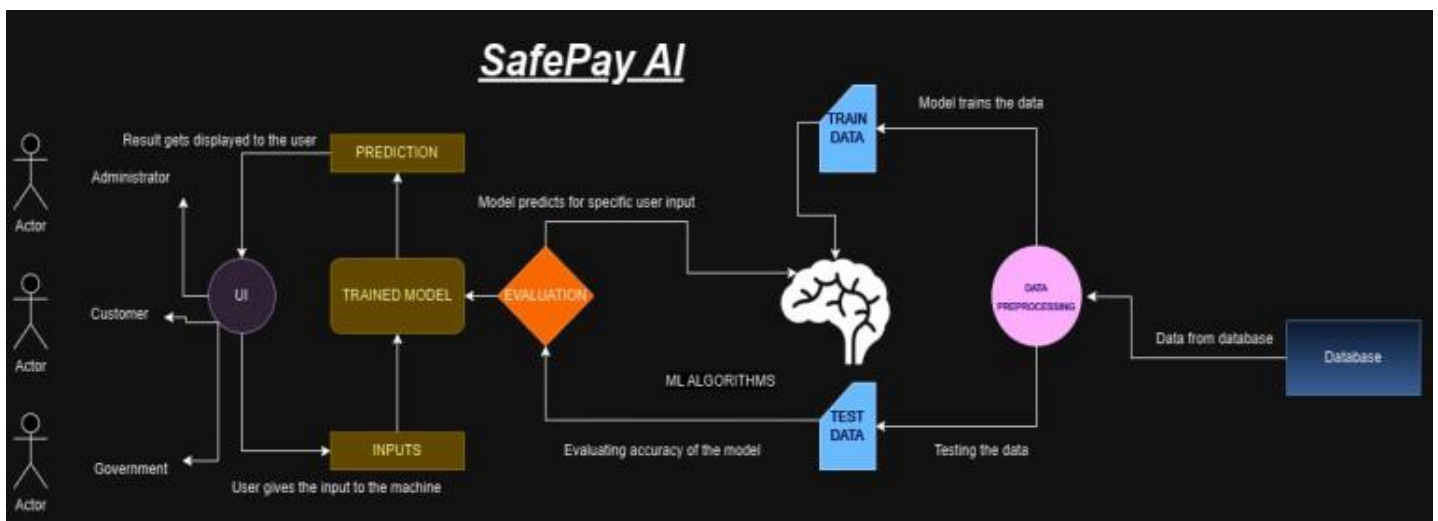 SafePay AI
Model trains the data
TRAIN
DATA
Result gets displayed to the user
PREDICTION
Administrator
Actor
Model predicts for specific user input
UI
TRAINED MODEL
EVALUATION
DATA
PREPROCESSING
Customer
Actor
Data from database
Database
ML ALGORITHMS
TEST
DATA
INPUTS
Evaluating accuracy of the model
Testing the data
Government
User gives the input to the machine
Actor